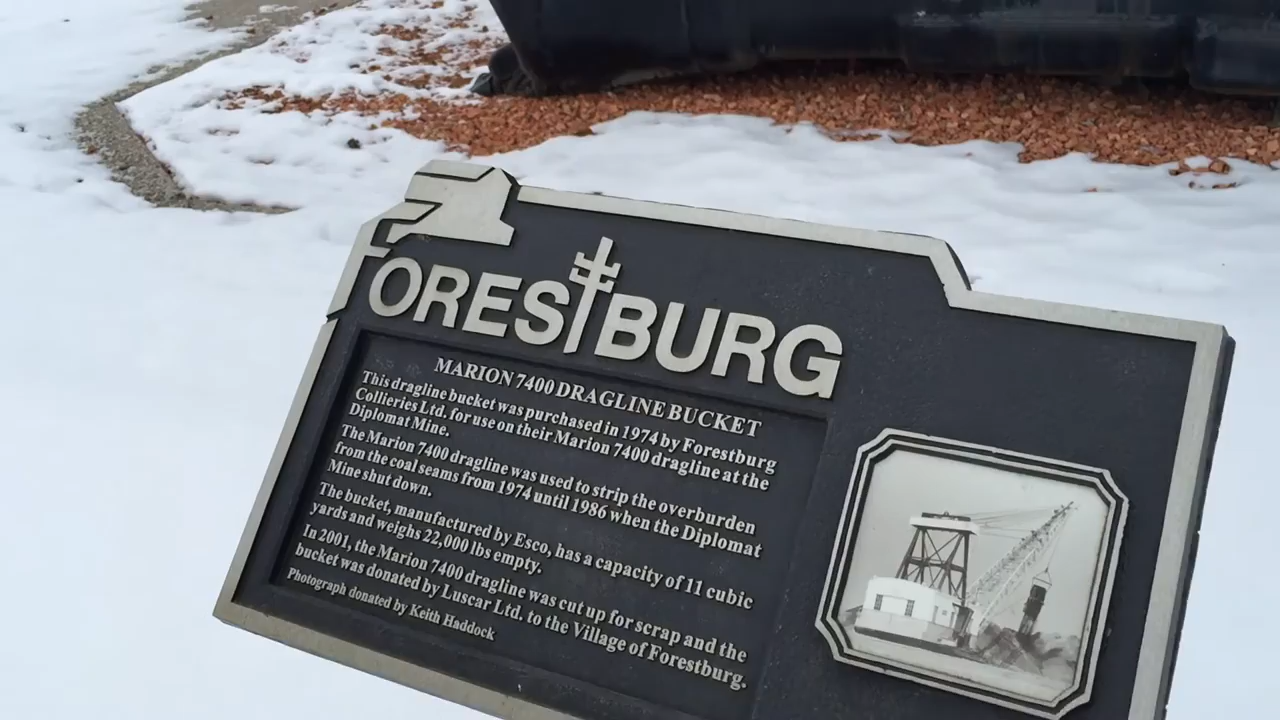 FORESTBURG
MARION 7400 DRAGLINE BUCKET
This dragline bucket was purchased in 1974 by Forestburg
Collieries Ltd. for use on their Marion 7400 dragline at the
Diplomat Mine.
The Marion 7400 dragline was used to strip the overburden
from the coal seams from 1974 until 1986 when the Diplomat
Mine shut down.
The bucket, manufactured by Esco, has a capacity of 11 cubic
yards and weighs 22,000 lbs empty.
In 2001, the Marion 7400 dragline was cut up for scrap and the
bucket was donated by Luscar Ltd. to the Village of Forestburg.
Photograph donated by Keith Haddock